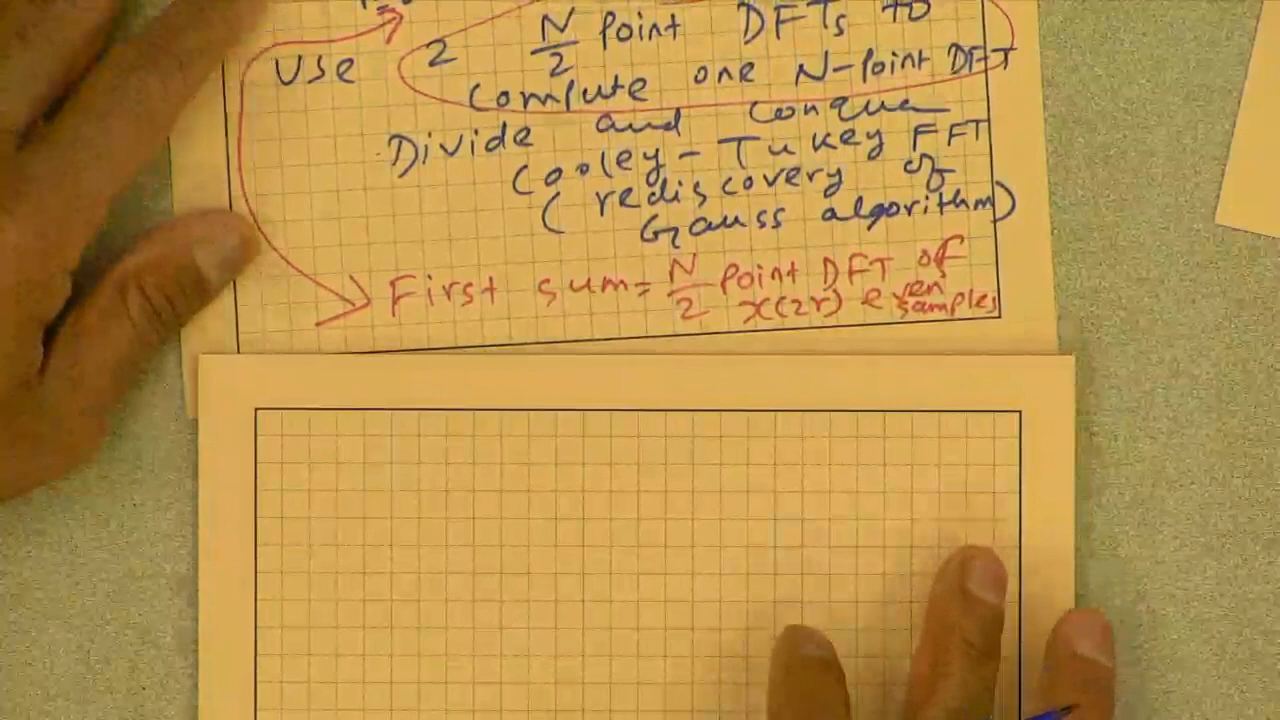 Use 2 N/2 Point DFTs to
compute one N-Point DFT
Divide and conque
Cooley-Tukey FFT
(rediscovery of
Gauss algorithm)
First sum = N/2 Point DFT of
x(2r) even samples